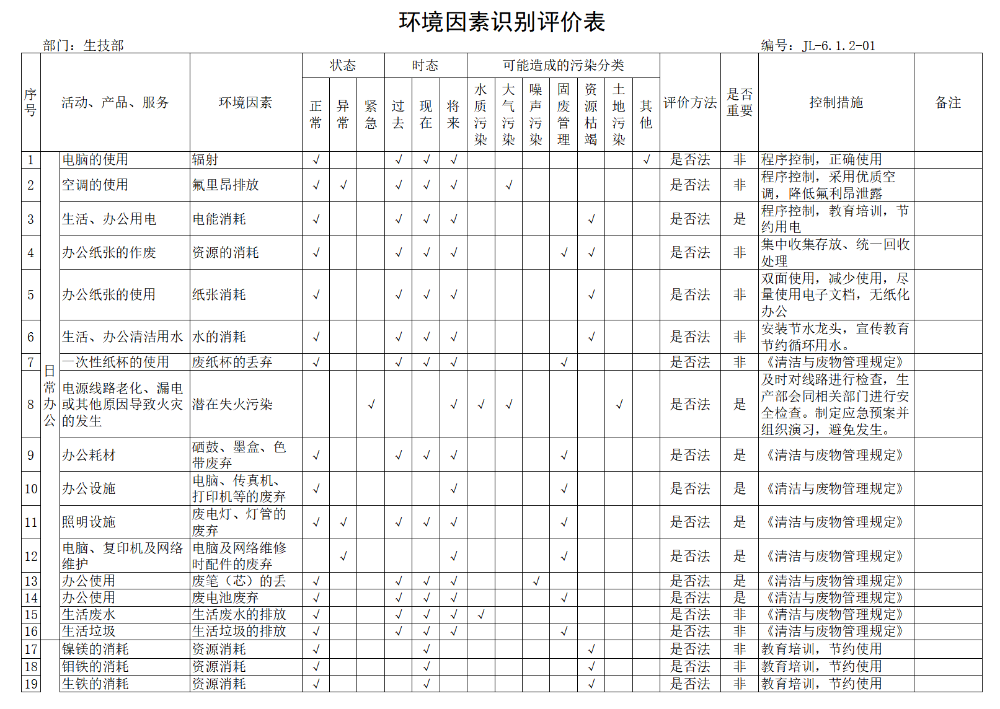 环境因素识别评价表
部门：生技部 编号：JL-6.1.2-01
序号 活动、产品、服务 环境因素 状态 时态 可能造成的污染分类 评价方法 是否重要 控制措施 备注
正常 异常 紧急 过去 现在 将来 水质污染 大气污染 噪声污染 固废管理 资源枯竭 土地污染 其他
日常办公
1 电脑的使用 辐射 √ √ √ √ √ 是否法 非 程序控制，正确使用
2 空调的使用 氟里昂排放 √ √ √ √ √ √ 是否法 非 程序控制，采用优质空
调，降低氟利昂泄露
3 生活、办公用电 电能消耗 √ √ √ √ √ 是否法 是 程序控制，教育培训，节
约用电
4 办公纸张的作废 资源的消耗 √ √ √ √ √ √ 是否法 非 集中收集存放、统一回收
处理
5 办公纸张的使用 纸张消耗 √ √ √ √ √ 是否法 非 双面使用，减少使用，尽
量使用电子文档，无纸化
办公
6 生活、办公清洁用水 水的消耗 √ √ √ √ √ 是否法 非 安装节水龙头，宣传教育
节约循环用水。
7 一次性纸杯的使用 废纸杯的丢弃 √ √ √ √ √ 是否法 非 《清洁与废物管理规定》
8 电源线路老化、漏电
或其他原因导致火灾
的发生 潜在失火污染 √ √ √ √ √ 是否法 是 及时对线路进行检查，生
产部会同相关部门进行安
全检查。制定应急预案并
组织演习，避免发生。
9 办公耗材 硒鼓、墨盒、色
带废弃 √ √ √ √ √ 是否法 是 《清洁与废物管理规定》
10 办公设施 电脑、传真机、
打印机等的废弃 √ √ √ 是否法 是 《清洁与废物管理规定》
11 照明设施 废电灯、灯管的
废弃 √ √ √ √ √ √ 是否法 是 《清洁与废物管理规定》
12 电脑、复印机及网络
维护 电脑及网络维修
时配件的废弃 √ √ √ 是否法 是 《清洁与废物管理规定》
13 办公使用 废笔（芯）的丢 √ √ √ √ √ 是否法 是 《清洁与废物管理规定》
14 办公使用 废电池废弃 √ √ √ √ √ 是否法 是 《清洁与废物管理规定》
15 生活废水 生活废水的排放 √ √ √ √ √ 是否法 非 《清洁与废物管理规定》
16 生活垃圾 生活垃圾的排放 √ √ √ √ √ 是否法 非 《清洁与废物管理规定》
17 镍镁的消耗 资源消耗 √ √ √ 是否法 非 教育培训，节约使用
18 钼铁的消耗 资源消耗 √ √ √ 是否法 非 教育培训，节约使用
19 生铁的消耗 资源消耗 √ √ √ 是否法 非 教育培训，节约使用